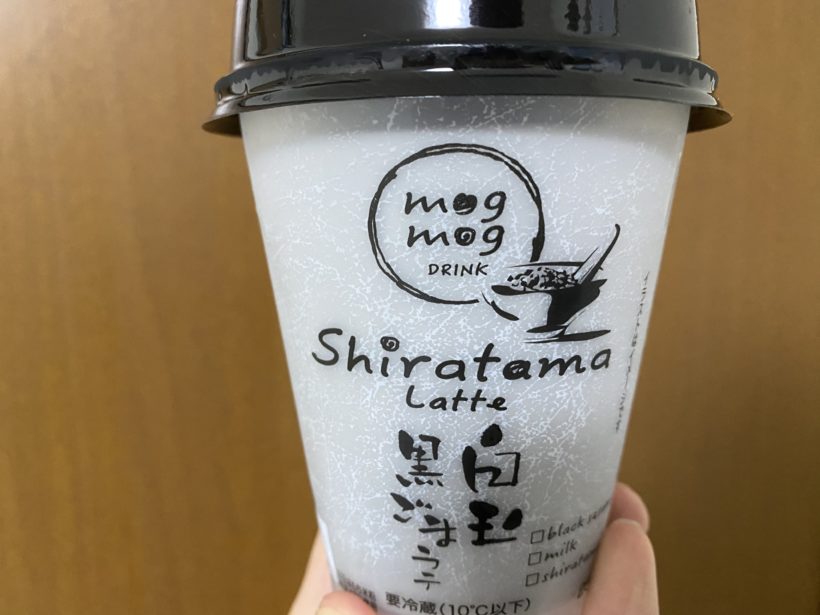 mog
mog
DRINK
Shiratama
Latte
白玉
黒ごまラテ
black
milk
要冷蔵(10℃以下)